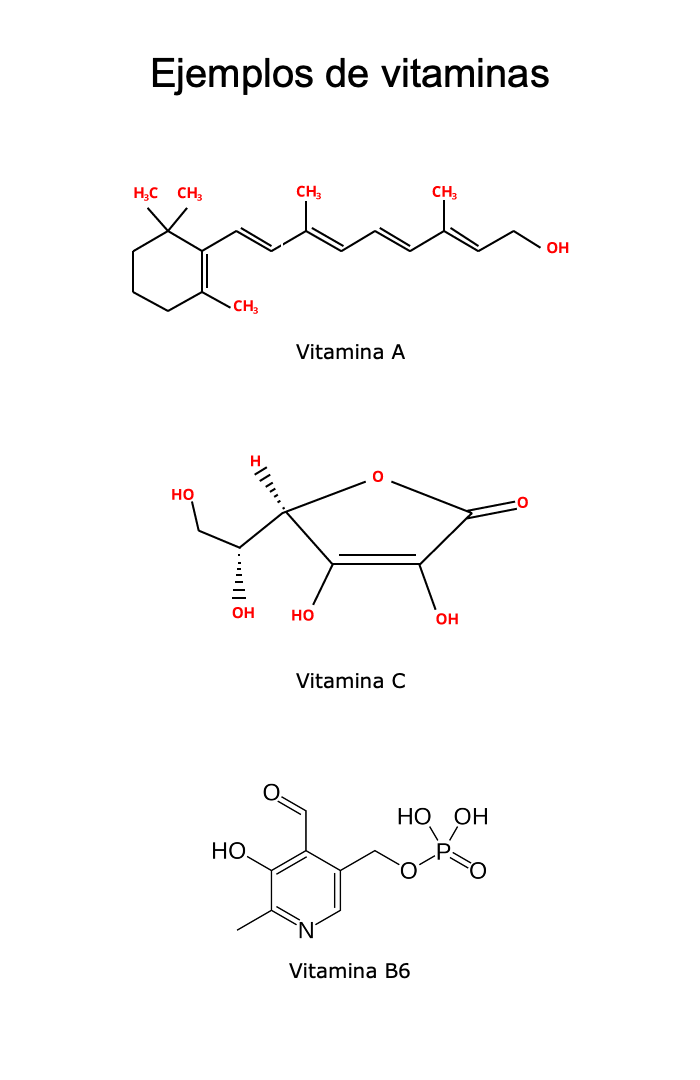 Ejemplos de vitaminas
H₃C CH₃ CH₃ CH₃
OH
CH₃
Vitamina A
H O
HO O
OH HO OH
Vitamina C
O
HO OH
HO P
O O
N
Vitamina B6